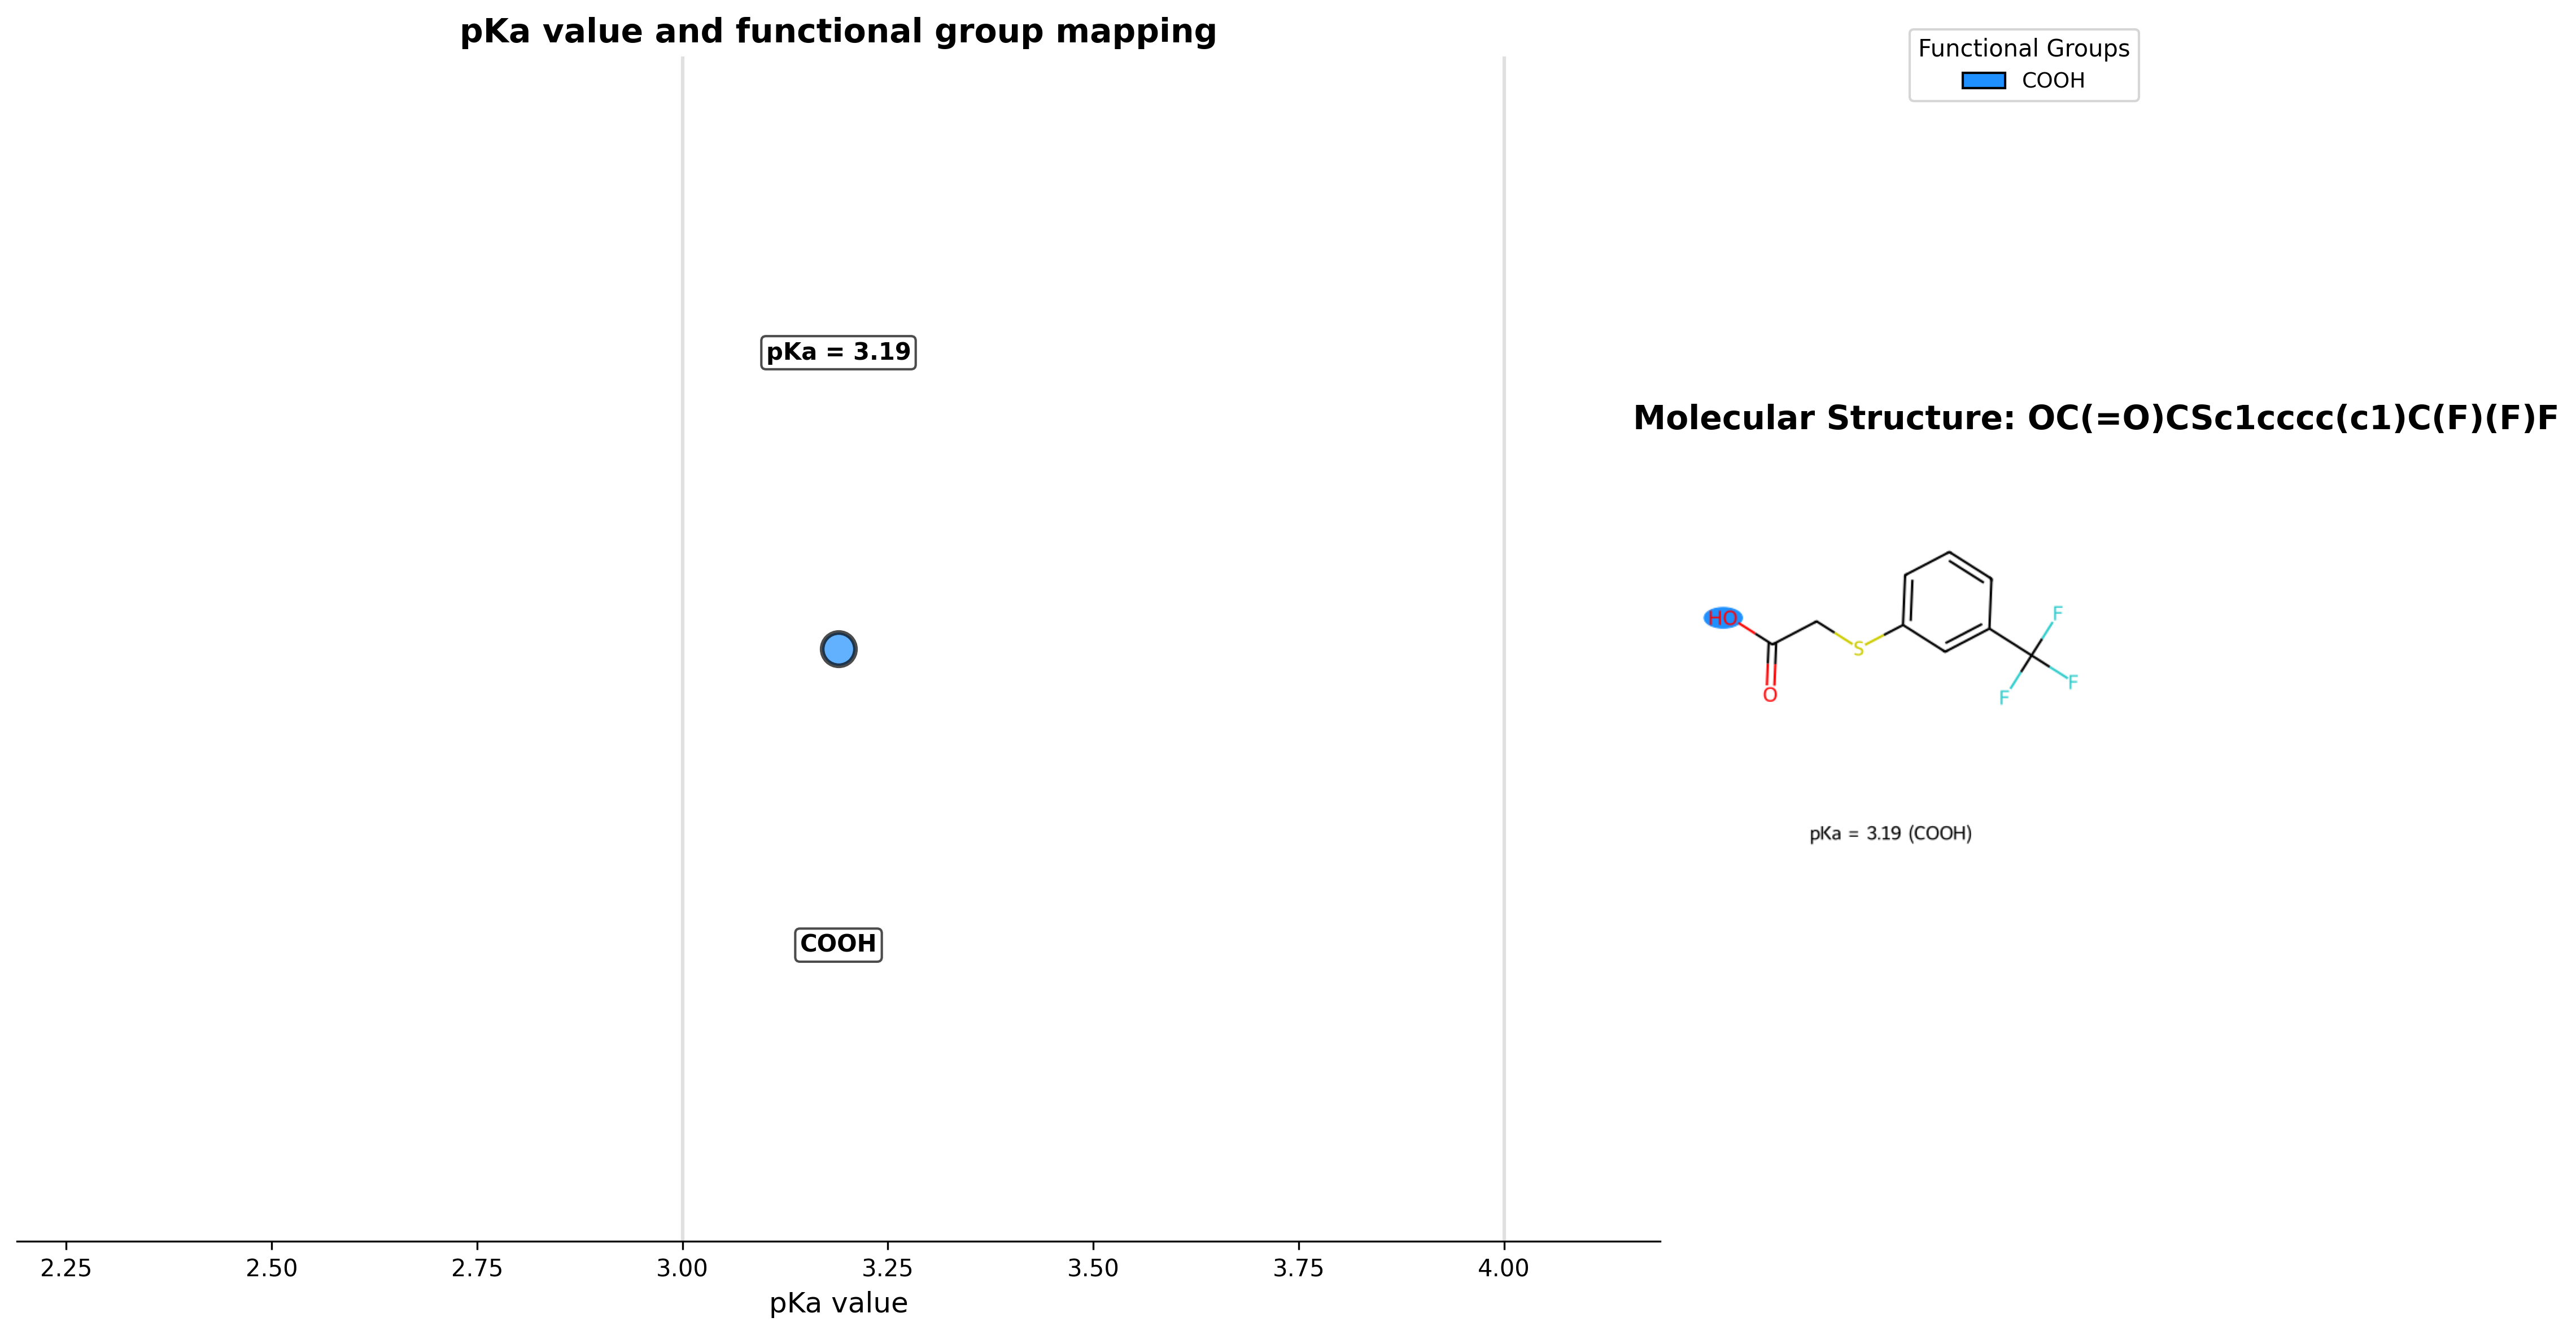 pKa value and functional group mapping
Functional Groups
COOH
pKa = 3.19
Molecular Structure: OC(=O)CSc1cccc(c1)C(F)(F)F
HO
O
S
F
F
F
pKa = 3.19 (COOH)
COOH
2.25 2.50 2.75 3.00 3.25 3.50 3.75 4.00
pKa value